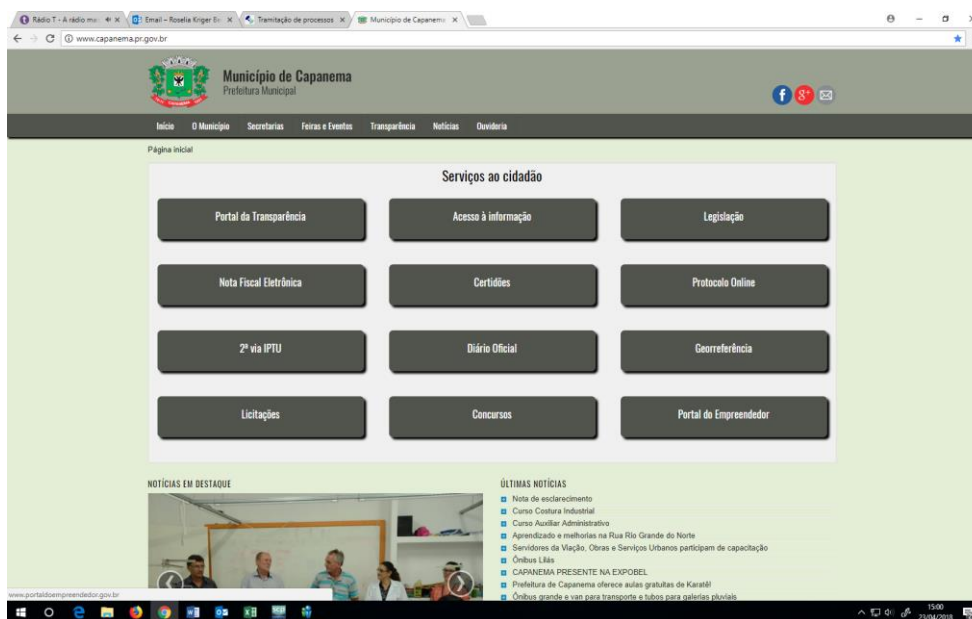 Rádio T - A rádio ma
Email – Roselia Kriger Be
Tramitação de processos
Município de Capanema
www.capanema.pr.gov.br
Município de Capanema
Prefeitura Municipal
Início O Município Secretarias Feiras e Eventos Transparência Notícias Ouvidoria
Página inicial
Serviços ao cidadão
Portal da Transparência Acesso à informação Legislação
Nota Fiscal Eletrônica Certidões Protocolo Online
2ª via IPTU Diário Oficial Georreferência
Licitações Concursos Portal do Empreendedor
NOTÍCIAS EM DESTAQUE
ÚLTIMAS NOTÍCIAS
Nota de esclarecimento
Curso Costura Industrial
Curso Auxiliar Administrativo
Aprendizado e melhorias na Rua Rio Grande do Norte
Servidores da Viação, Obras e Serviços Urbanos participam de capacitação
Ônibus Lilás
CAPANEMA PRESENTE NA EXPOBEL
Prefeitura de Capanema oferece aulas gratuitas de Karatê!
Ônibus grande e van para transporte e tubos para galerias pluviais
www.portaldoempreendedor.gov.br
15:00
23/04/2018